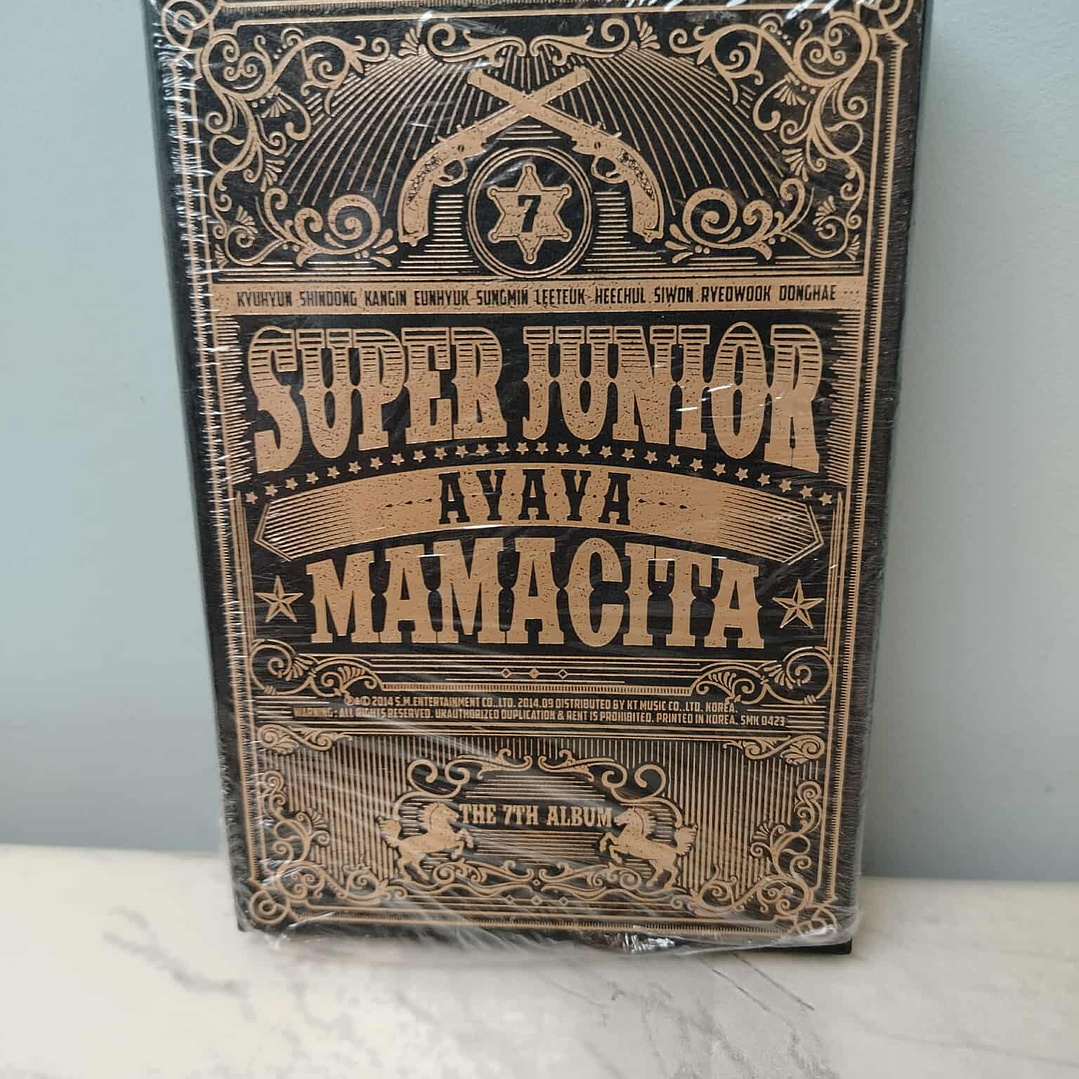 7
KYUHYUN SHINDONG KANGIN EUNHYUK SUNGMIN LEETEUK HEECHUL SIWON RYEOWOOK DONGHAE
SUPER JUNIOR
AYAYA
MAMACITA
℗&© 2014 S.M.ENTERTAINMENT CO.,LTD. 2014.09 DISTRIBUTED BY KT MUSIC CO., LTD. KOREA.
WARNING: ALL RIGHTS RESERVED. UNAUTHORIZED DUPLICATION & RENT IS PROHIBITED. PRINTED IN KOREA. SMK 0423
THE 7TH ALBUM